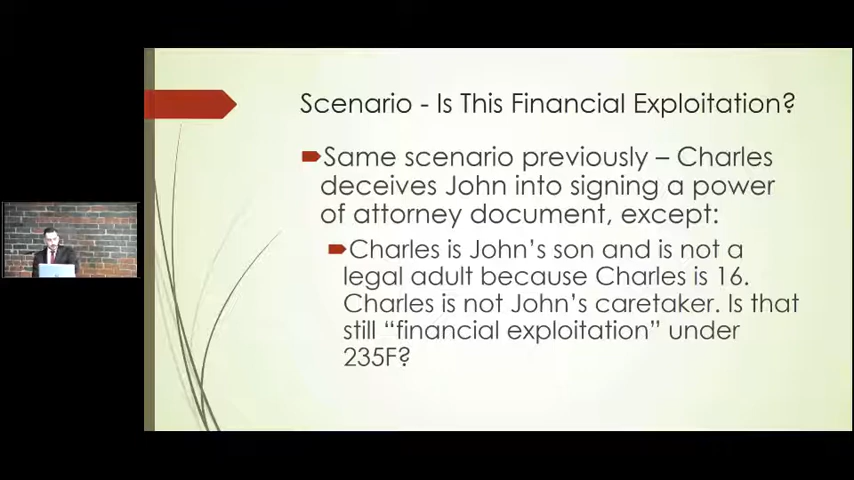 Scenario - Is This Financial Exploitation?
Same scenario previously – Charles
deceives John into signing a power
of attorney document, except:
Charles is John's son and is not a
legal adult because Charles is 16.
Charles is not John's caretaker. Is that
still "financial exploitation" under
235F?